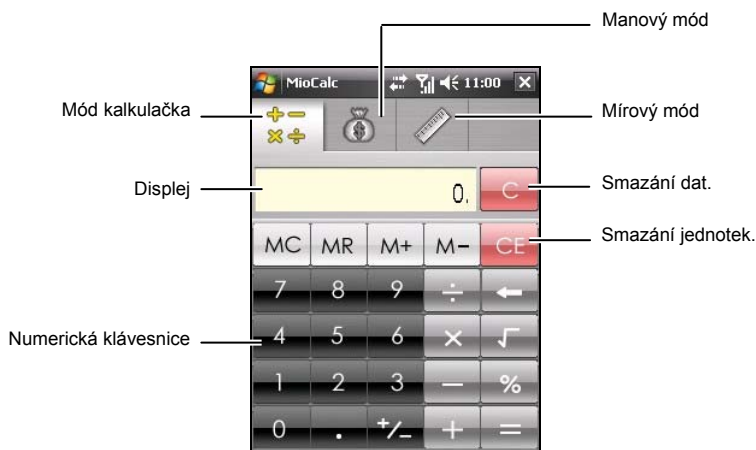 Manový mód
MioCalc 11:00
Mód kalkulačka
Mírový mód
Displej
0.
C
Smazání dat.
MC MR M+ M− CE
Smazání jednotek.
7 8 9 ÷
Numerická klávesnice
4 5 6 × √
1 2 3 − %
0 . +/− + =